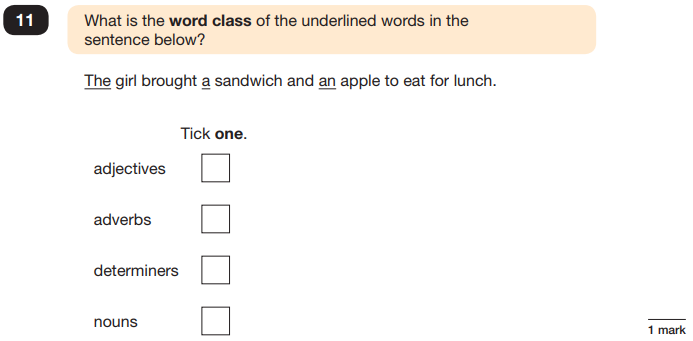 11
What is the word class of the underlined words in the
sentence below?
The girl brought a sandwich and an apple to eat for lunch.
Tick one.
adjectives
adverbs
determiners
nouns
1 mark